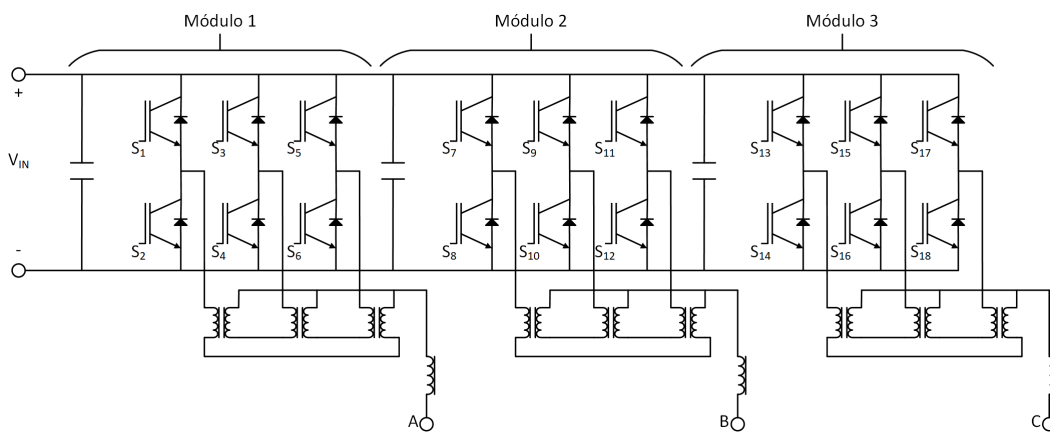 Módulo 1 Módulo 2 Módulo 3
+
S1 S3 S5 S7 S9 S11 S13 S15 S17
VIN
-
S2 S4 S6 S8 S10 S12 S14 S16 S18
A B C